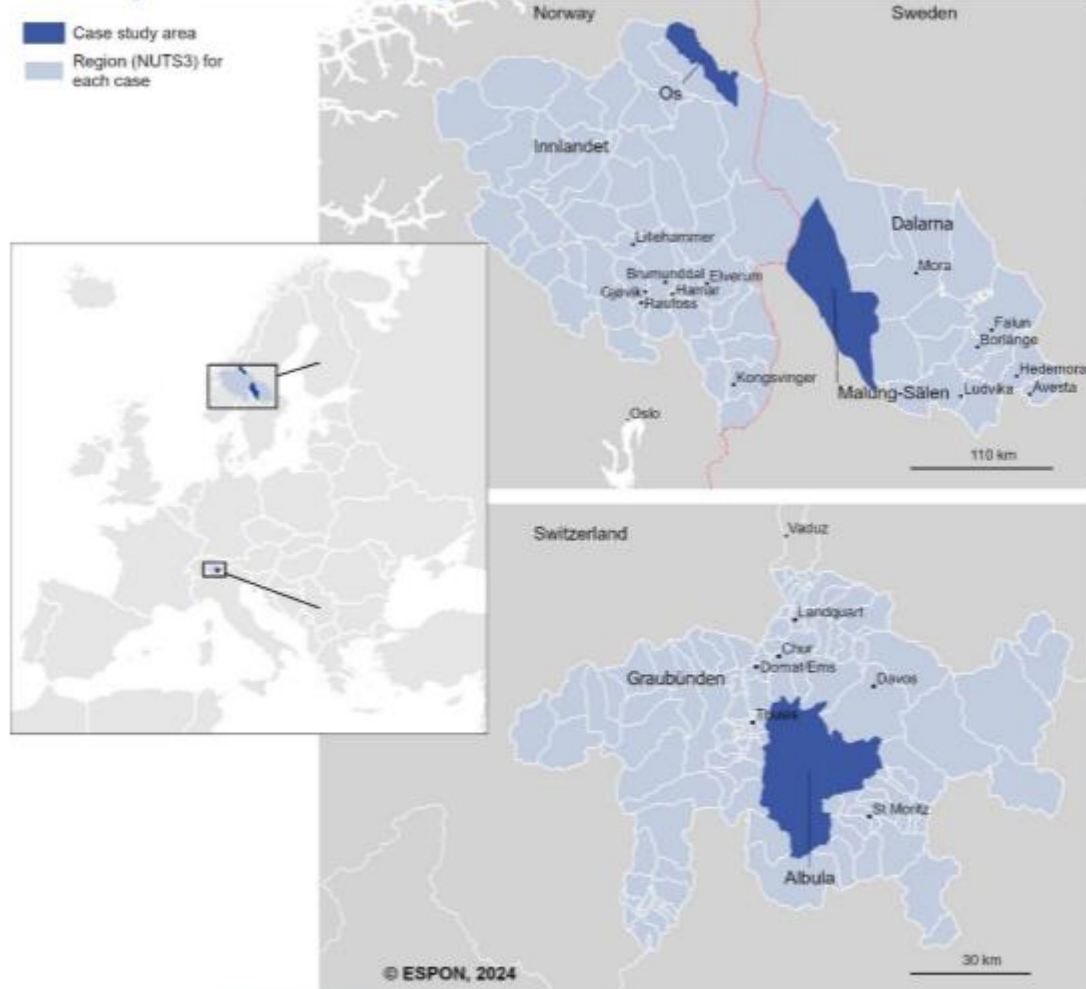 Case study area
Region (NUTS3) for
each case
Norway
Sweden
Os
Innlandet
Dalarna
Lillehammer
Mora
Brumunddal
Elverum
Gjøvik
Hamar
Raufoss
Falun
Borlänge
Hedemora
Kongsvinger
Malung-Sälen
Ludvika
Avesta
Oslo
110 km
Switzerland
Vaduz
Landquart
Chur
Domat/Ems
Graubünden
Davos
Thusis
St Moritz
Albula
30 km
© ESPON, 2024